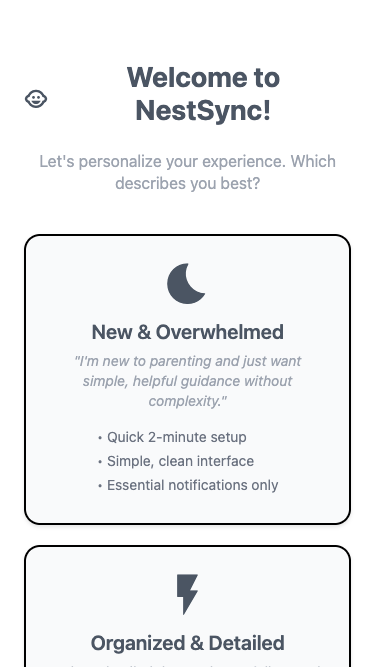 Welcome to
NestSync!
Let's personalize your experience. Which
describes you best?
New & Overwhelmed
"I'm new to parenting and just want
simple, helpful guidance without
complexity."
• Quick 2-minute setup
• Simple, clean interface
• Essential notifications only
Organized & Detailed